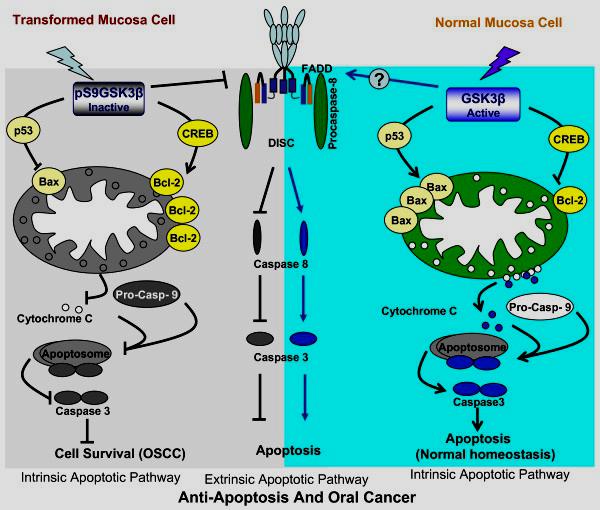 Transformed Mucosa Cell
Normal Mucosa Cell
pS9GSK3β
Inactive
FADD
Procaspase-8
DISC
?
GSK3β
Active
p53
CREB
Bax
Bcl-2
Bcl-2
Bcl-2
p53
CREB
Bax
Bax
Bax
Bcl-2
Caspase 8
Cytochrome C
Pro-Casp- 9
Cytochrome C
Pro-Casp- 9
Apoptosome
Caspase 3
Apoptosome
Caspase 3
Caspase3
Cell Survival (OSCC)
Apoptosis
Apoptosis
(Normal homeostasis)
Intrinsic Apoptotic Pathway
Extrinsic Apoptotic Pathway
Intrinsic Apoptotic Pathway
Anti-Apoptosis And Oral Cancer